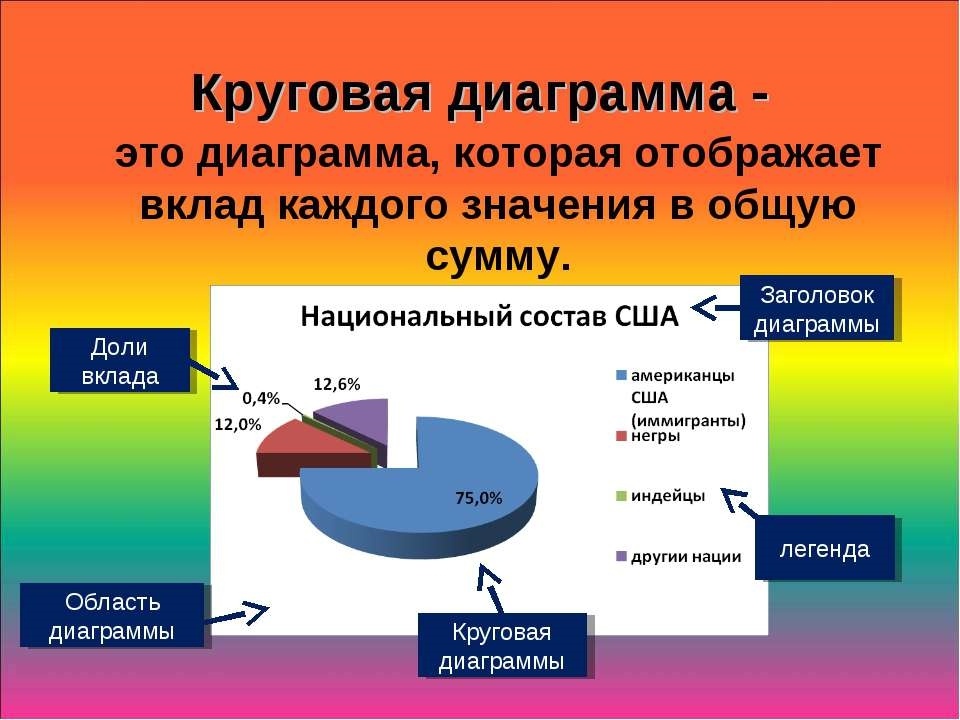 Круговая диаграмма -
это диаграмма, которая отображает
вклад каждого значения в общую
сумму.
Заголовок
диаграммы
Национальный состав США
Доли
вклада
0,4%
12,6%
12,0%
75,0%
американцы
США
(иммигранты)
негры
индейцы
другии нации
легенда
Область
диаграммы
Круговая
диаграммы